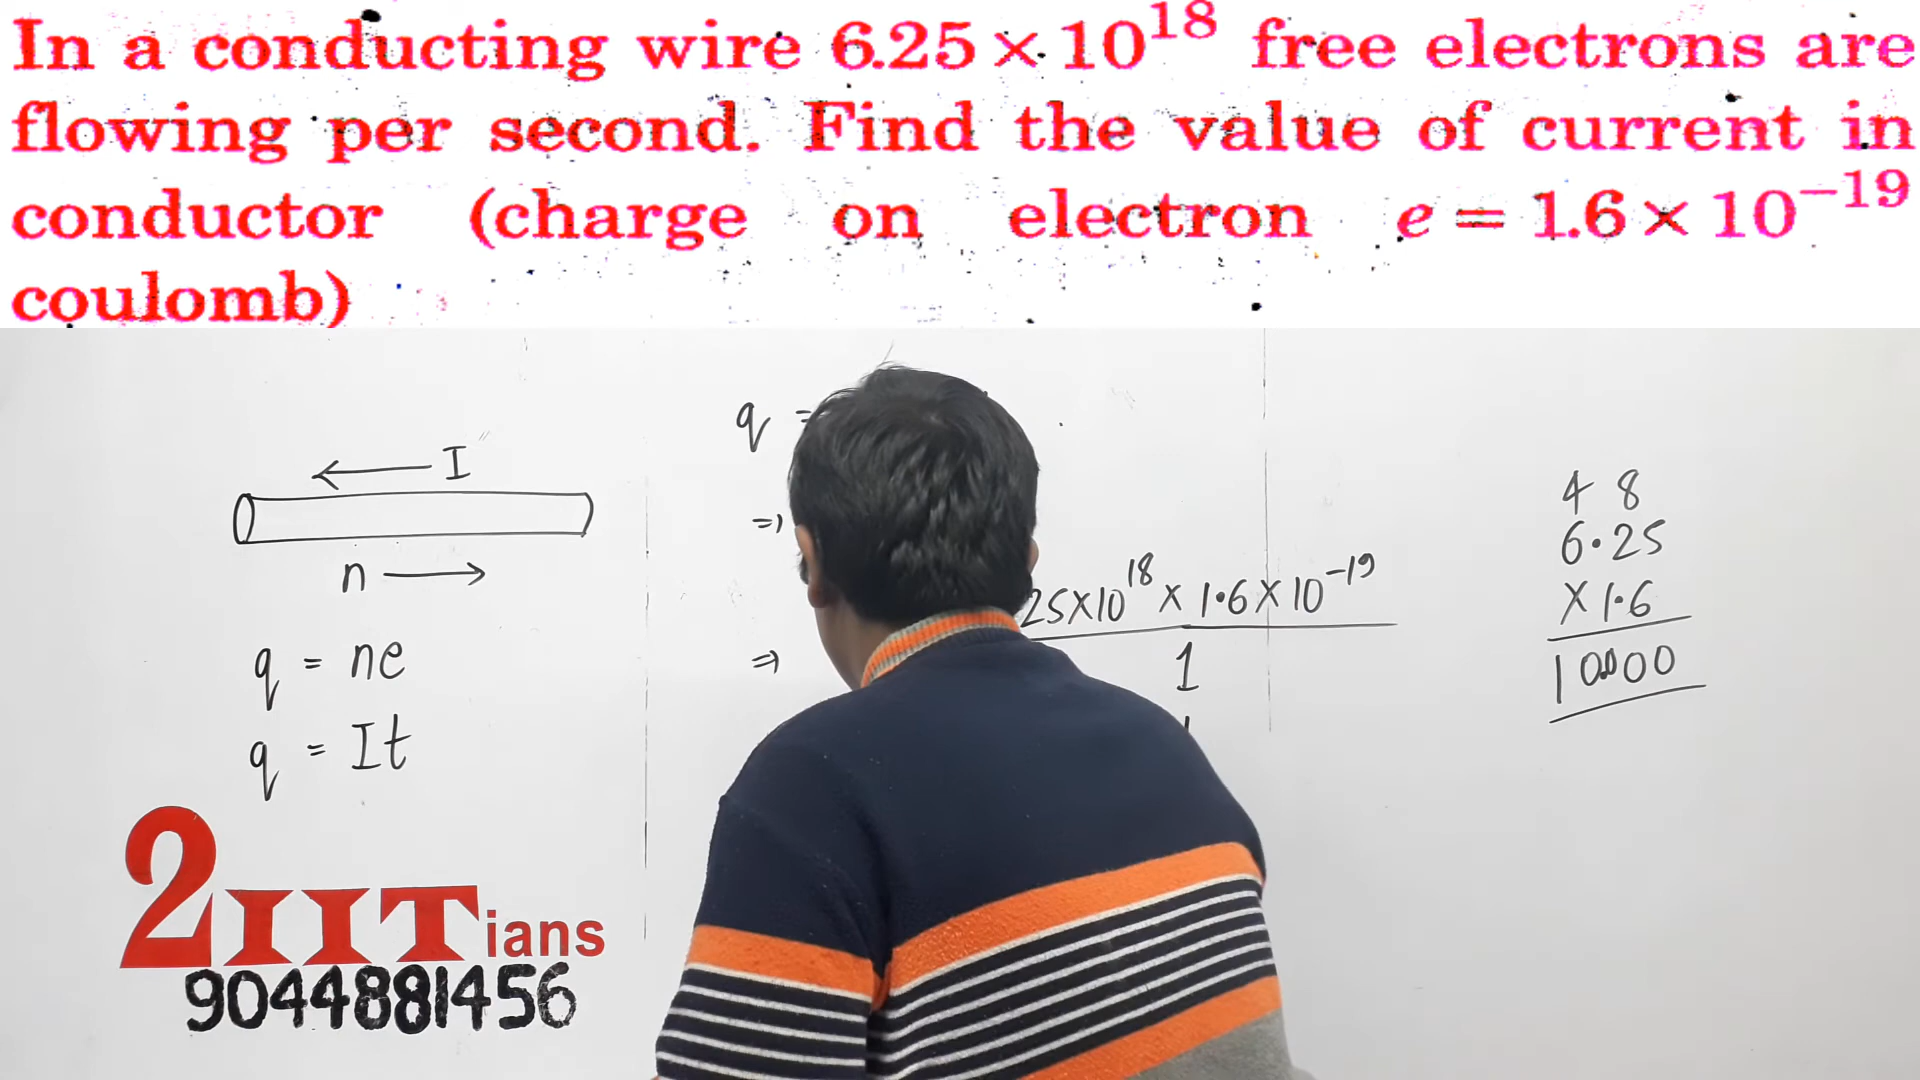 In a conducting wire 6.25 × 10^18 free electrons are
flowing per second. Find the value of current in
conductor (charge on electron e = 1.6 × 10^−19
coulomb)
I
n
q = ne
q = It
q =
⇒
25×10^18 × 1.6×10^-19
⇒
1
4 8
6.25
× 1.6
10.000
2IITians
9044881456